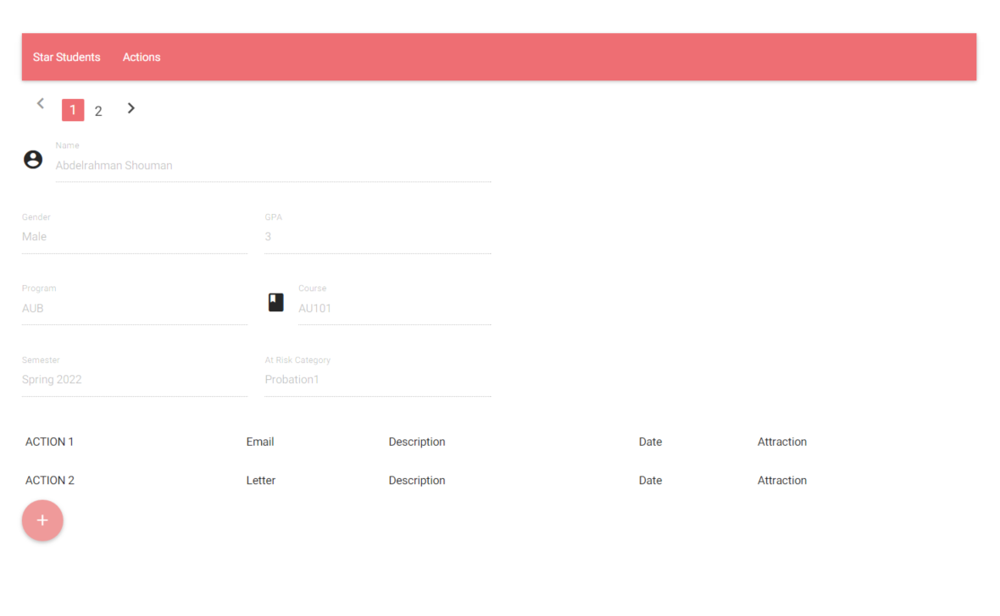 Star Students Actions
1 2
Name
Abdelrahman Shouman
Gender GPA
Male 3
Program Course
AUB AU101
Semester At Risk Category
Spring 2022 Probation1
ACTION 1 Email Description Date Attraction
ACTION 2 Letter Description Date Attraction
+